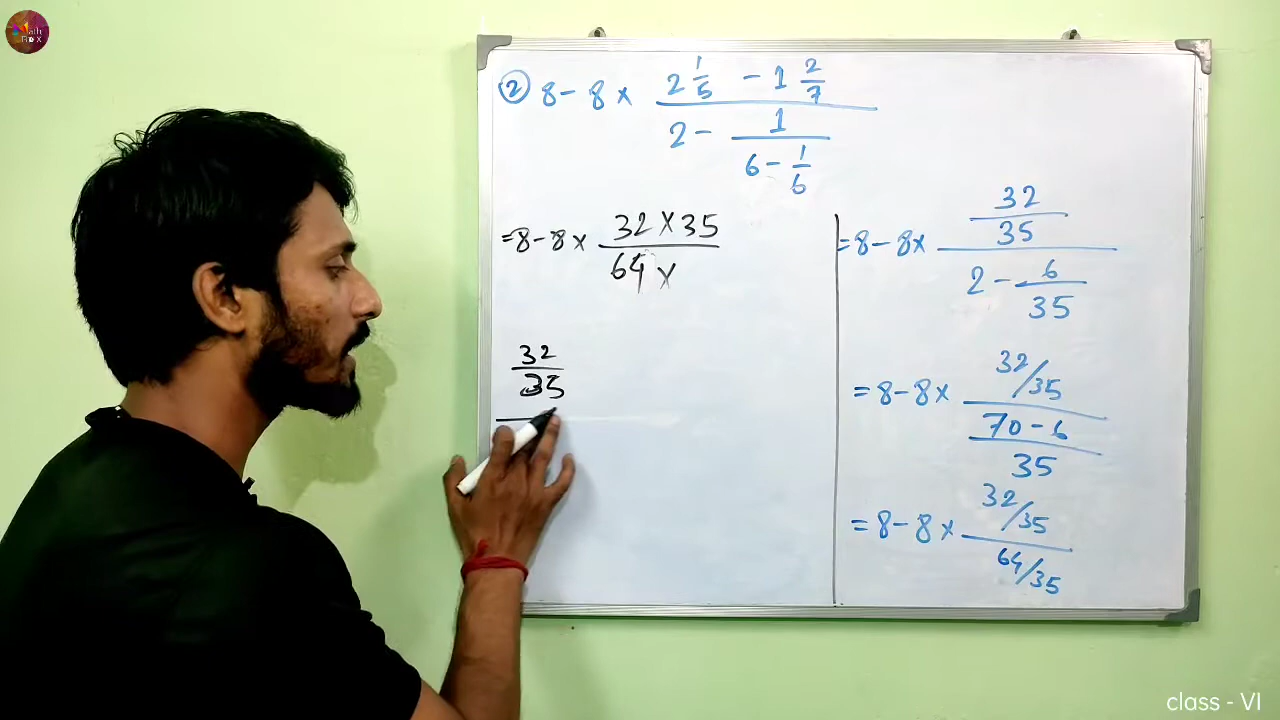 Math BOX
② 8 - 8 × (2 1/5 - 1 2/7) / (2 - 1/(6 - 1/6))
= 8 - 8 × (32 × 35) / (64 ×
32/35
= 8 - 8 × (32/35) / (2 - 6/35)
= 8 - 8 × (32/35) / ((70 - 6)/35)
= 8 - 8 × (32/35) / (64/35)
class - VI